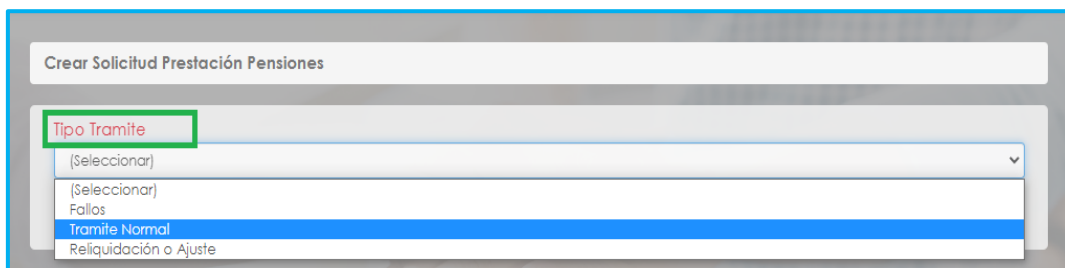 Crear Solicitud Prestación Pensiones
Tipo Tramite
(Seleccionar)
(Seleccionar)
Fallos
Tramite Normal
Reliquidación o Ajuste